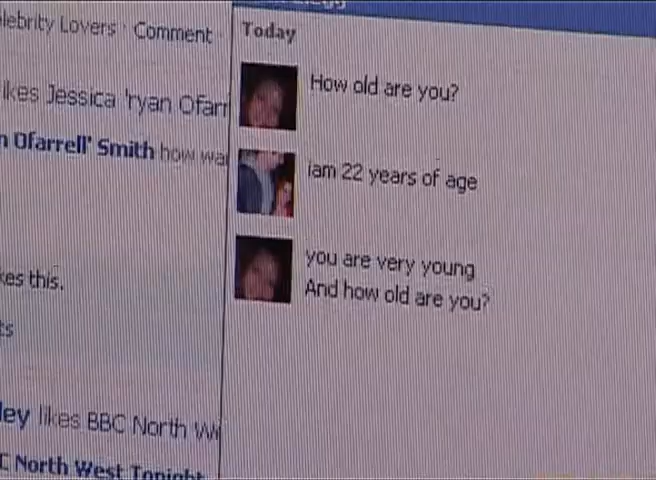 lebrity Lovers · Comment
ikes Jessica 'ryan Ofarr
n Ofarrell' Smith how wa
kes this.
ts
ley likes BBC North W
C North West Tonight
Today
How old are you?
iam 22 years of age
you are very young
And how old are you?